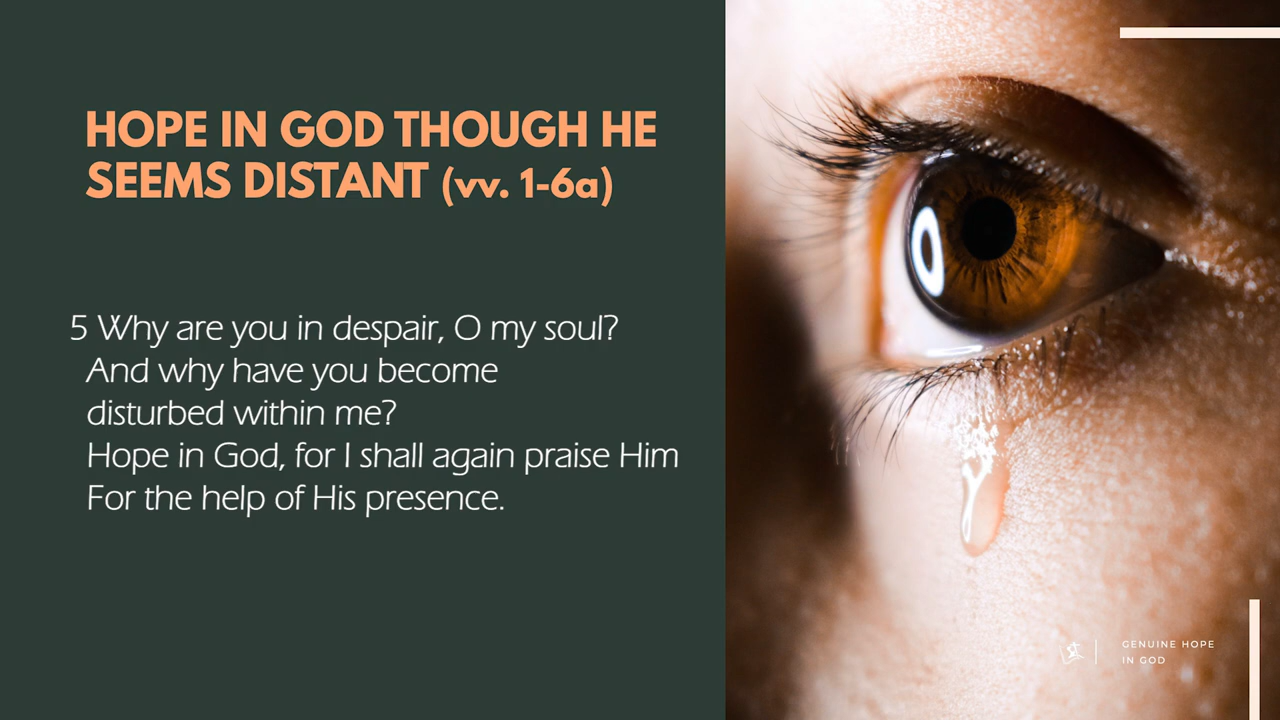 HOPE IN GOD THOUGH HE
SEEMS DISTANT (vv. 1-6a)
5 Why are you in despair, O my soul?
And why have you become
disturbed within me?
Hope in God, for I shall again praise Him
For the help of His presence.
GENUINE HOPE
IN GOD